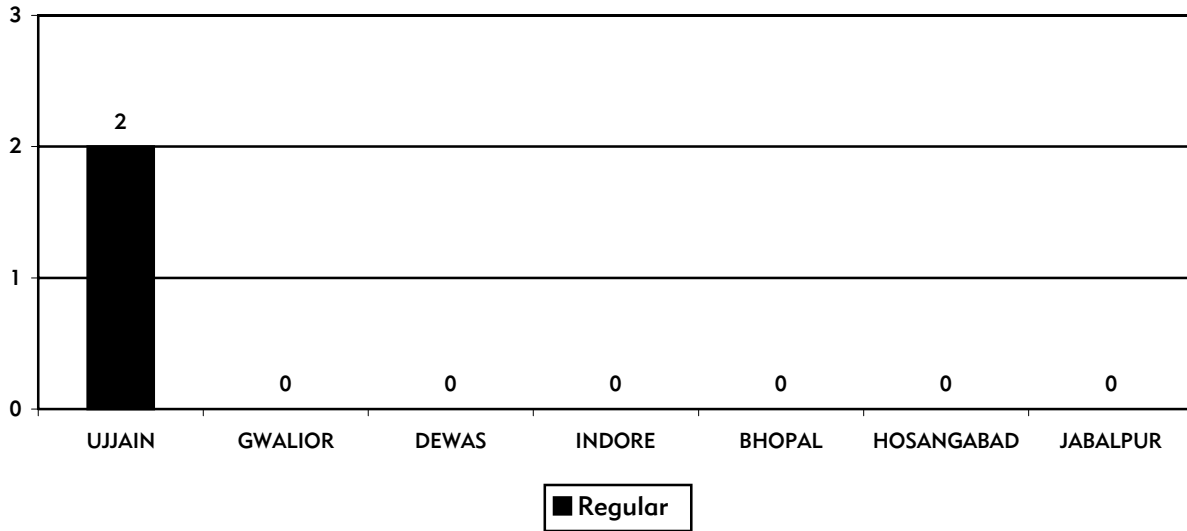 3
2
2
1
0 0 0 0 0 0
0
UJJAIN GWALIOR DEWAS INDORE BHOPAL HOSANGABAD JABALPUR
Regular